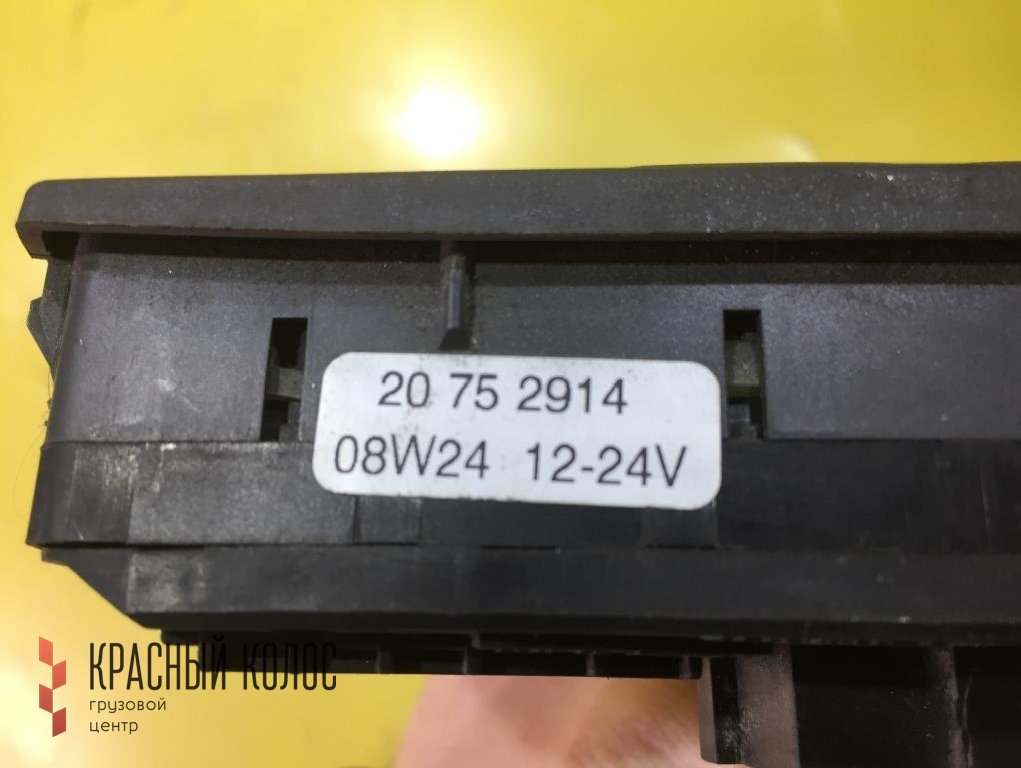 20 75 2914
08W24 12-24V
КРАСНЫЙ КОЛОС
грузовой
центр